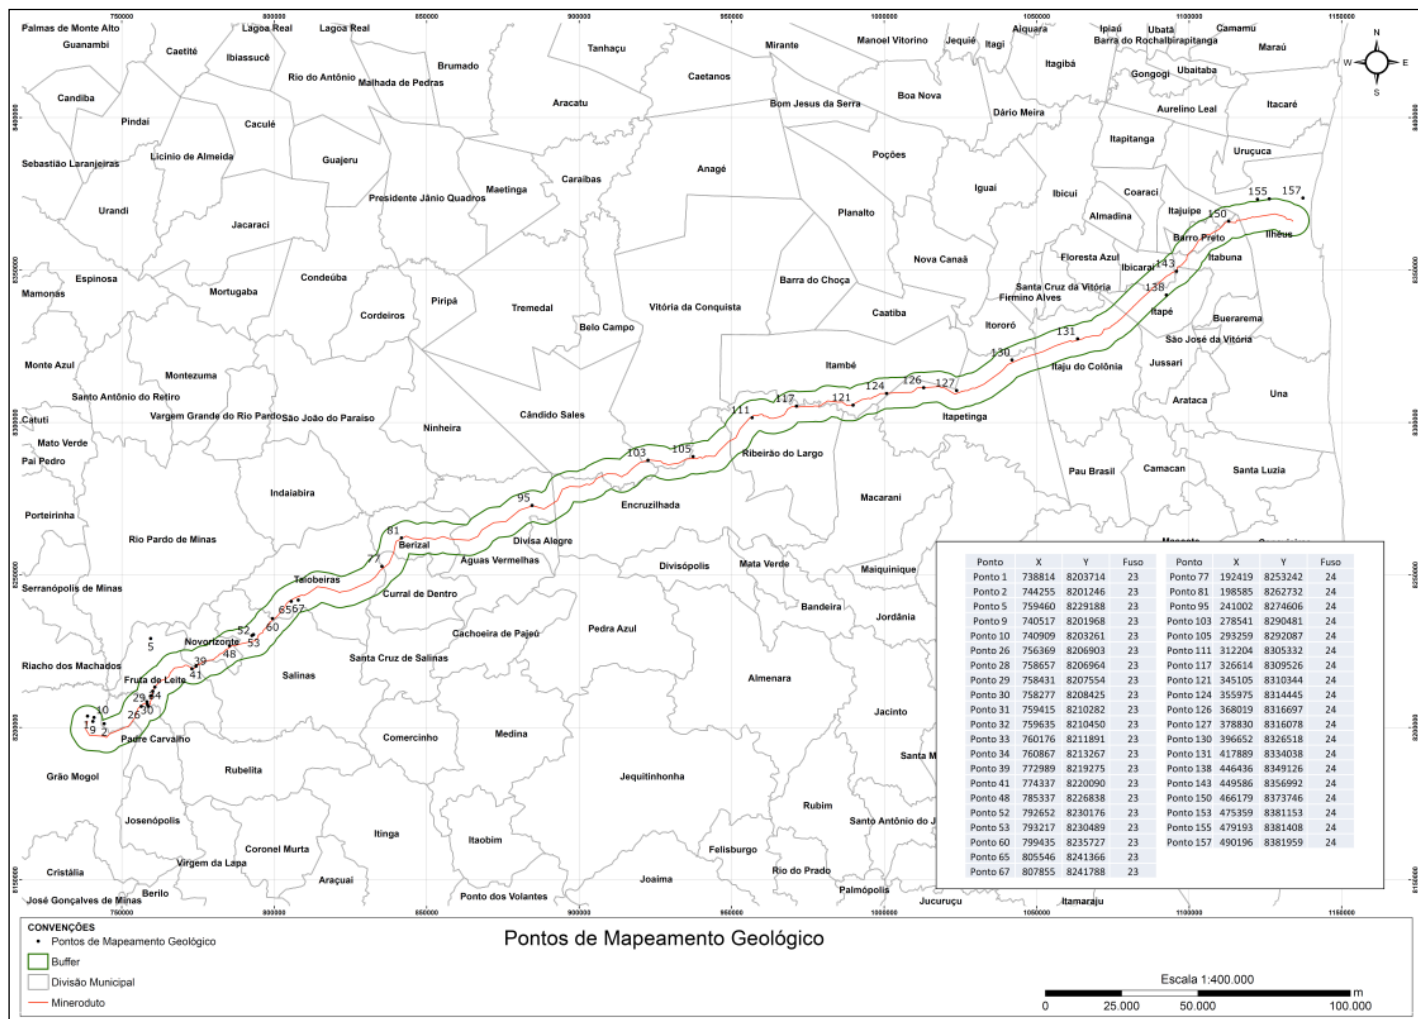 750000 800000 850000 900000 950000 1000000 1050000 1100000 1150000
Palmas de Monte Alto
Lagoa Real
Lagoa Real
Guanambi
Caetité
Ibiassucê
Rio do Antônio
Malhada de Pedras
Brumado
Tanhaçu
Mirante
Manoel Vitorino
Jequié
Itagi
Aiquara
Ipiaú
Ubatã
Camamu
Barra do Rocha
Ibirapitanga
Maraú
Itagibá
Gongogi
Ubaitaba
N
W
E
S
Candiba
Pindaí
Caculé
Aracatu
Caetanos
Bom Jesus da Serra
Boa Nova
Dário Meira
Aurelino Leal
Itacaré
Sebastião Laranjeiras
Licínio de Almeida
Guajeru
Itapitanga
Uruçuca
Urandi
Jacaraci
Presidente Jânio Quadros
Maetinga
Caraíbas
Anagé
Poções
Planalto
Iguaí
Ibicuí
Coaraci
Almadina
Itajuípe
155
157
150
Espinosa
Mamonas
Mortugaba
Condeúba
Cordeiros
Piripá
Tremedal
Belo Campo
Vitória da Conquista
Barra do Choça
Nova Canaã
Caatiba
Floresta Azul
Ibicaraí
Barro Preto
Ilhéus
Itabuna
143
138
Santa Cruz da Vitória
Firmino Alves
Itapé
Buerarema
Monte Azul
Santo Antônio do Retiro
Montezuma
Itororó
131
130
São José da Vitória
Itambé
Itaju do Colônia
Jussari
Arataca
Una
Catuti
Mato Verde
Pai Pedro
Vargem Grande do Rio Pardo
São João do Paraíso
Ninheira
Cândido Sales
111
117
121
124
126
127
Itapetinga
Ribeirão do Largo
103
105
Pau Brasil
Camacan
Santa Luzia
Porteirinha
Indaiabira
Encruzilhada
Macarani
95
Rio Pardo de Minas
81
Berizal
77
Divisa Alegre
Águas Vermelhas
Divisópolis
Mata Verde
Maiquinique
Serranópolis de Minas
Taiobeiras
Curral de Dentro
Bandeira
Jordânia
65
67
60
52
53
Novorizonte
48
5
Cachoeira de Pajeú
Pedra Azul
Santa Cruz de Salinas
Riacho dos Machados
39
41
Salinas
Almenara
Fruta de Leite
29
34
30
26
10
1
9
2
Padre Carvalho
Comercinho
Medina
Jacinto
Grão Mogol
Rubelita
Jequitinhonha
Rubim
Josenópolis
Coronel Murta
Itinga
Itaobim
Felisburgo
Rio do Prado
Cristália
Virgem da Lapa
Berilo
Araçuaí
Ponto dos Volantes
Joaíma
Palmópolis
Jucuruçu
Itamaraju
José Gonçalves de Minas
8400000
8350000
8300000
8250000
8200000
8150000
Ponto X Y Fuso Ponto X Y Fuso
Ponto 1 738814 8203714 23 Ponto 77 192419 8253242 24
Ponto 2 744255 8201246 23 Ponto 81 198585 8262732 24
Ponto 5 759460 8229188 23 Ponto 95 241002 8274606 24
Ponto 9 740517 8201968 23 Ponto 103 278541 8290481 24
Ponto 10 740909 8203261 23 Ponto 105 293259 8292087 24
Ponto 26 756369 8206903 23 Ponto 111 312204 8305332 24
Ponto 28 758657 8206964 23 Ponto 117 326614 8309526 24
Ponto 29 758431 8207554 23 Ponto 121 345105 8310344 24
Ponto 30 758277 8208425 23 Ponto 124 355975 8314445 24
Ponto 31 759415 8210282 23 Ponto 126 368019 8316697 24
Ponto 32 759635 8210450 23 Ponto 127 378830 8316078 24
Ponto 33 760176 8211891 23 Ponto 130 396652 8326518 24
Ponto 34 760867 8213267 23 Ponto 131 417889 8334038 24
Ponto 39 772989 8219275 23 Ponto 138 446436 8349126 24
Ponto 41 774337 8220090 23 Ponto 143 449586 8356992 24
Ponto 48 785337 8226838 23 Ponto 150 466179 8373746 24
Ponto 52 792652 8230176 23 Ponto 153 475359 8381153 24
Ponto 53 793217 8230489 23 Ponto 155 479193 8381408 24
Ponto 60 799435 8235727 23 Ponto 157 490196 8381959 24
Ponto 65 805546 8241366 23
Ponto 67 807855 8241788 23
750000 800000 850000 900000 950000 1000000 1050000 1100000 1150000
CONVENÇÕES
Pontos de Mapeamento Geológico
Buffer
Divisão Municipal
Mineroduto
Pontos de Mapeamento Geológico
Escala 1:400.000
m
0 25.000 50.000 100.000